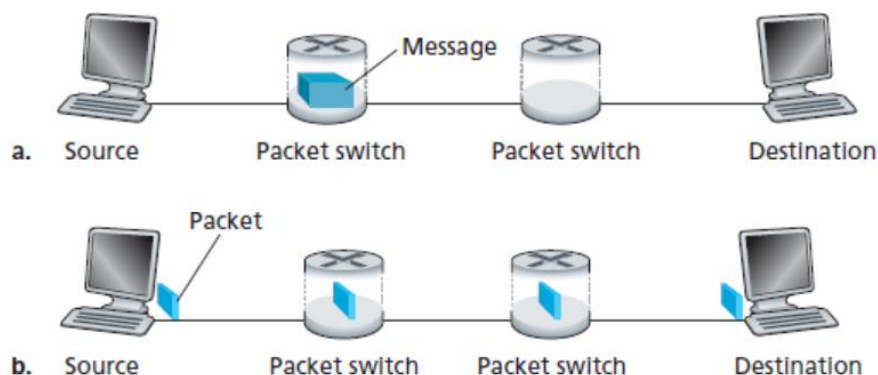 Message
a. Source Packet switch Packet switch Destination
Packet
b. Source Packet switch Packet switch Destination